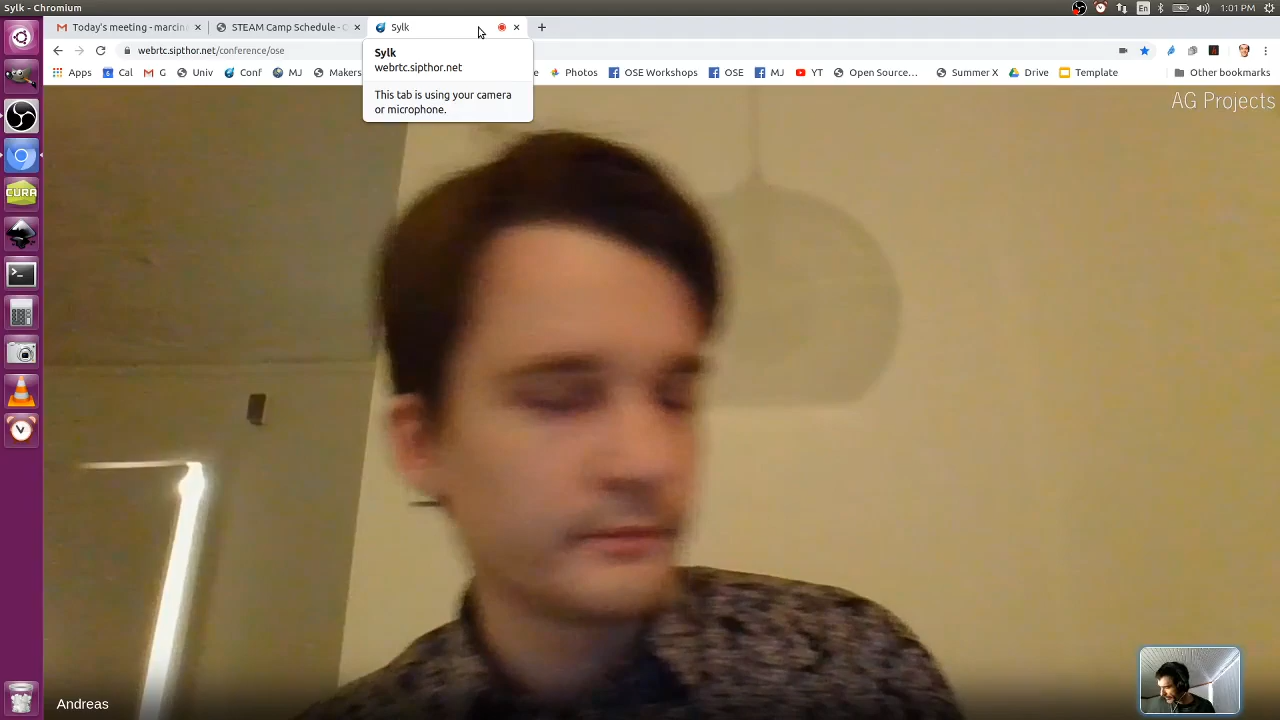 Sylk - Chromium
En
1:01 PM
Today's meeting - marcin
STEAM Camp Schedule - C
Sylk
webrtc.sipthor.net/conference/ose
Sylk
webrtc.sipthor.net
This tab is using your camera
or microphone.
Apps
Cal
G
Univ
Conf
MJ
Makers
Photos
OSE Workshops
OSE
MJ
YT
Open Source…
Summer X
Drive
Template
Other bookmarks
AG Projects
CURA
Andreas